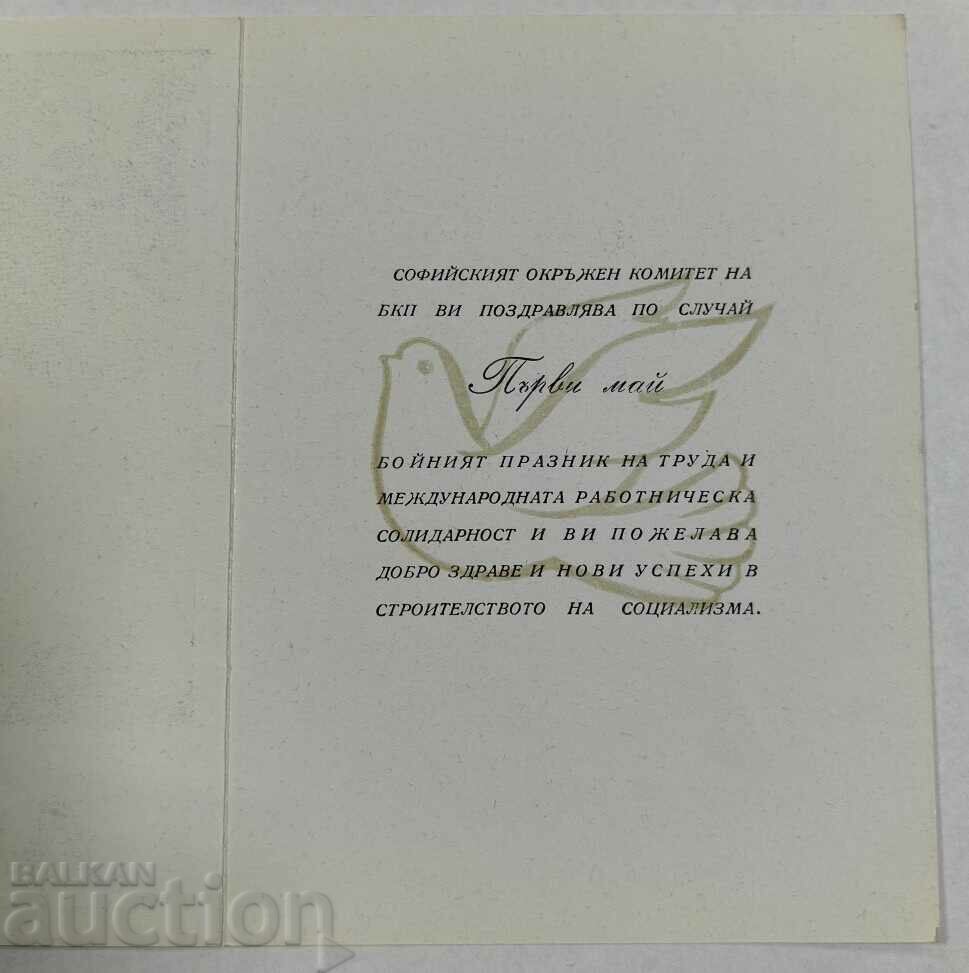 СОФИЙСКИЯТ ОКРЪЖЕН КОМИТЕТ НА
БКП ВИ ПОЗДРАВЛЯВА ПО СЛУЧАЙ
Първи май
БОЙНИЯТ ПРАЗНИК НА ТРУДА И
МЕЖДУНАРОДНАТА РАБОТНИЧЕСКА
СОЛИДАРНОСТ И ВИ ПОЖЕЛАВА
ДОБРО ЗДРАВЕ И НОВИ УСПЕХИ В
СТРОИТЕЛСТВОТО НА СОЦИАЛИЗМА.
BALKAN
auction